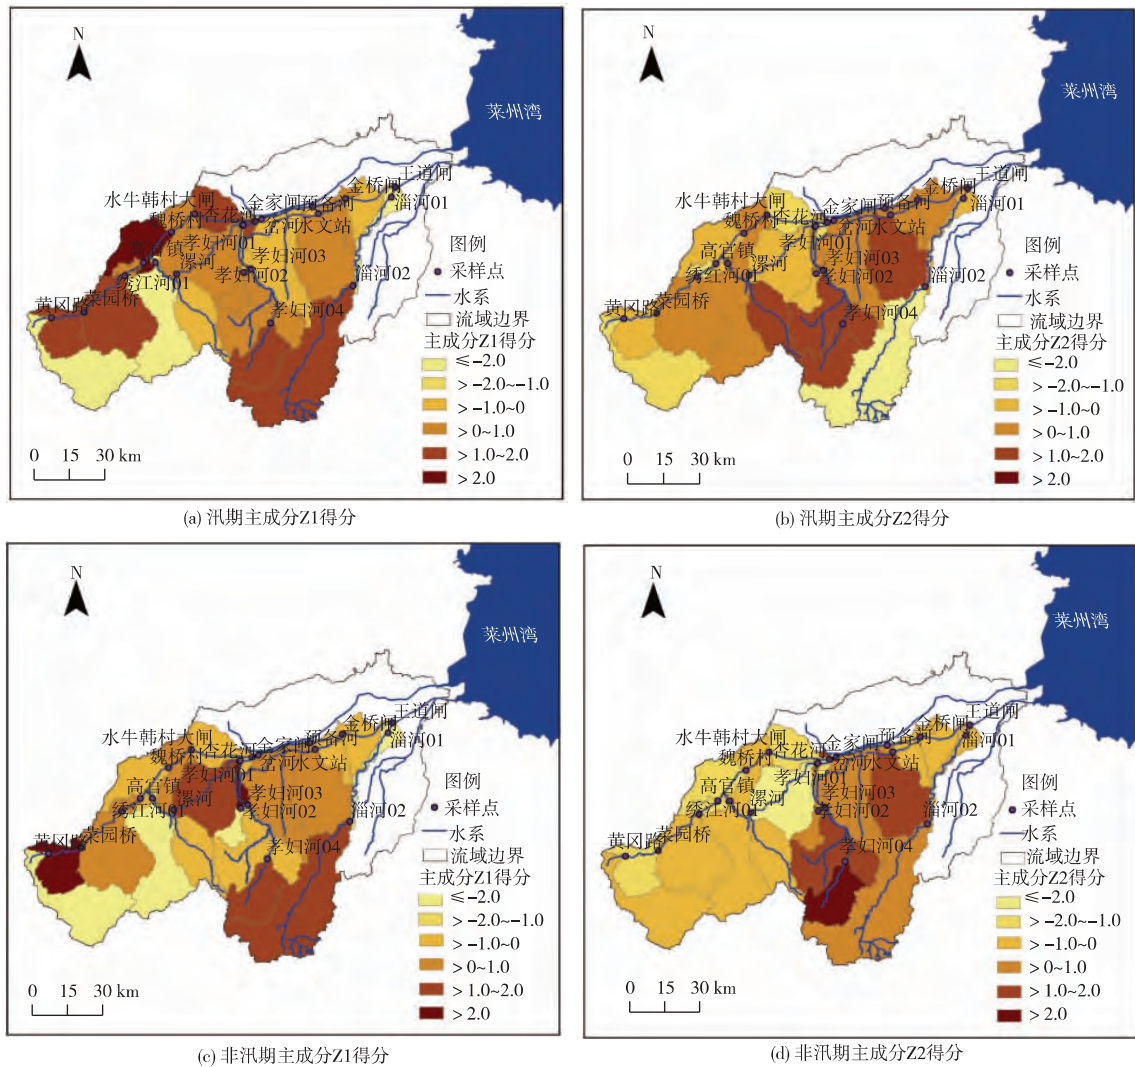 N
莱州湾
王道闸
金桥闸
淄河01
水牛韩村大闸
金家闸
预备河
魏桥村
杏花河
岔河
水文站
孝妇河01
高官镇
漯河
孝妇河03
孝妇河02
绣江河01
淄河02
黄冈路
菜园桥
孝妇河04
图例
采样点
水系
流域边界
主成分Z1得分
≤-2.0
>-2.0~-1.0
>-1.0~0
>0~1.0
>1.0~2.0
>2.0
0 15 30 km
(a) 汛期主成分Z1得分
N
莱州湾
王道闸
金桥闸
淄河01
水牛韩村大闸
金家闸
预备河
魏桥村
杏花河
岔河
水文站
孝妇河01
高官镇
漯河
孝妇河03
孝妇河02
绣红河01
淄河02
黄冈路
菜园桥
孝妇河04
图例
采样点
水系
流域边界
主成分Z2得分
≤-2.0
>-2.0~-1.0
>-1.0~0
>0~1.0
>1.0~2.0
>2.0
0 15 30 km
(b) 汛期主成分Z2得分
N
莱州湾
王道闸
金桥闸
淄河01
水牛韩村大闸
金家闸
预备河
魏桥村
杏花河
岔河
水文站
孝妇河01
高官镇
漯河
孝妇河03
孝妇河02
绣江河01
淄河02
黄冈路
菜园桥
孝妇河04
图例
采样点
水系
流域边界
主成分Z1得分
≤-2.0
>-2.0~-1.0
>-1.0~0
>0~1.0
>1.0~2.0
>2.0
0 15 30 km
(c) 非汛期主成分Z1得分
N
莱州湾
王道闸
金桥闸
淄河01
水牛韩村大闸
金家闸
预备河
魏桥村
杏花河
岔河
水文站
孝妇河01
高官镇
漯河
孝妇河03
孝妇河02
绣江河01
淄河02
黄冈路
菜园桥
孝妇河04
图例
采样点
水系
流域边界
主成分Z2得分
≤-2.0
>-2.0~-1.0
>-1.0~0
>0~1.0
>1.0~2.0
>2.0
0 15 30 km
(d) 非汛期主成分Z2得分